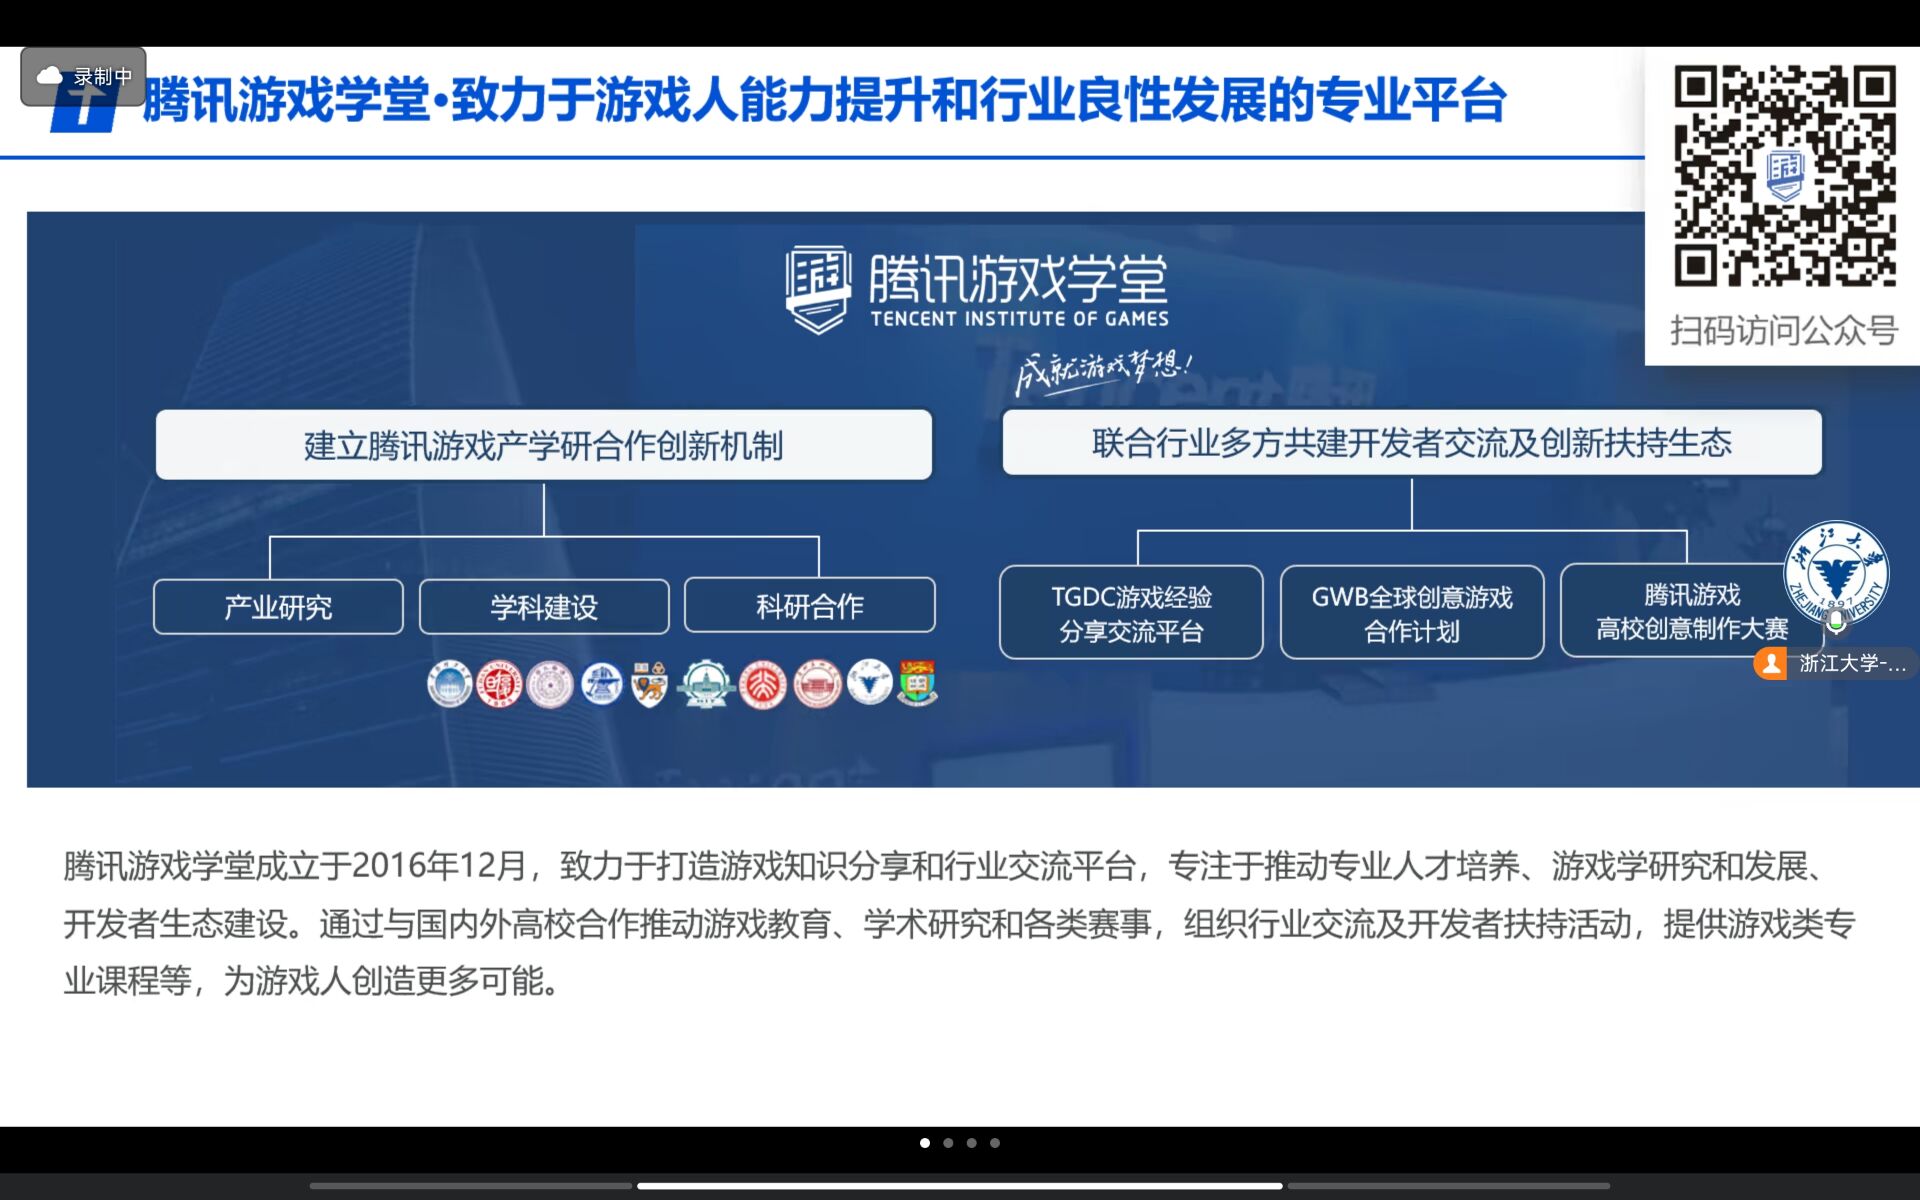 录制中
腾讯游戏学堂·致力于游戏人能力提升和行业良性发展的专业平台
扫码访问公众号
腾讯游戏学堂
TENCENT INSTITUTE OF GAMES
成就游戏梦想!
建立腾讯游戏产学研合作创新机制
联合行业多方共建开发者交流及创新扶持生态
产业研究
学科建设
科研合作
TGDC游戏经验
分享交流平台
GWB全球创意游戏
合作计划
腾讯游戏
高校创意制作大赛
浙江大学
ZHEJIANG UNIVERSITY
1897
浙江大学-...
腾讯游戏学堂成立于2016年12月，致力于打造游戏知识分享和行业交流平台，专注于推动专业人才培养、游戏学研究和发展、
开发者生态建设。通过与国内外高校合作推动游戏教育、学术研究和各类赛事，组织行业交流及开发者扶持活动，提供游戏类专
业课程等，为游戏人创造更多可能。